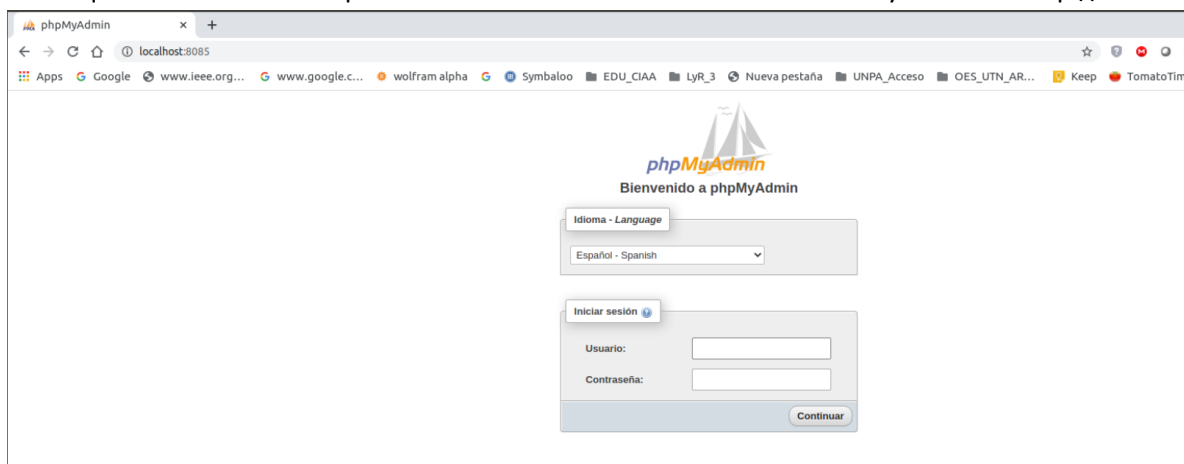 phpMyAdmin
localhost:8085
Apps Google www.ieee.org... www.google.c... wolfram alpha Symbaloo EDU_CIAA LyR_3 Nueva pestaña UNPA_Acceso OES_UTN_AR... Keep TomatoTim
phpMyAdmin
Bienvenido a phpMyAdmin
Idioma - Language
Español - Spanish
Iniciar sesión
Usuario:
Contraseña:
Continuar